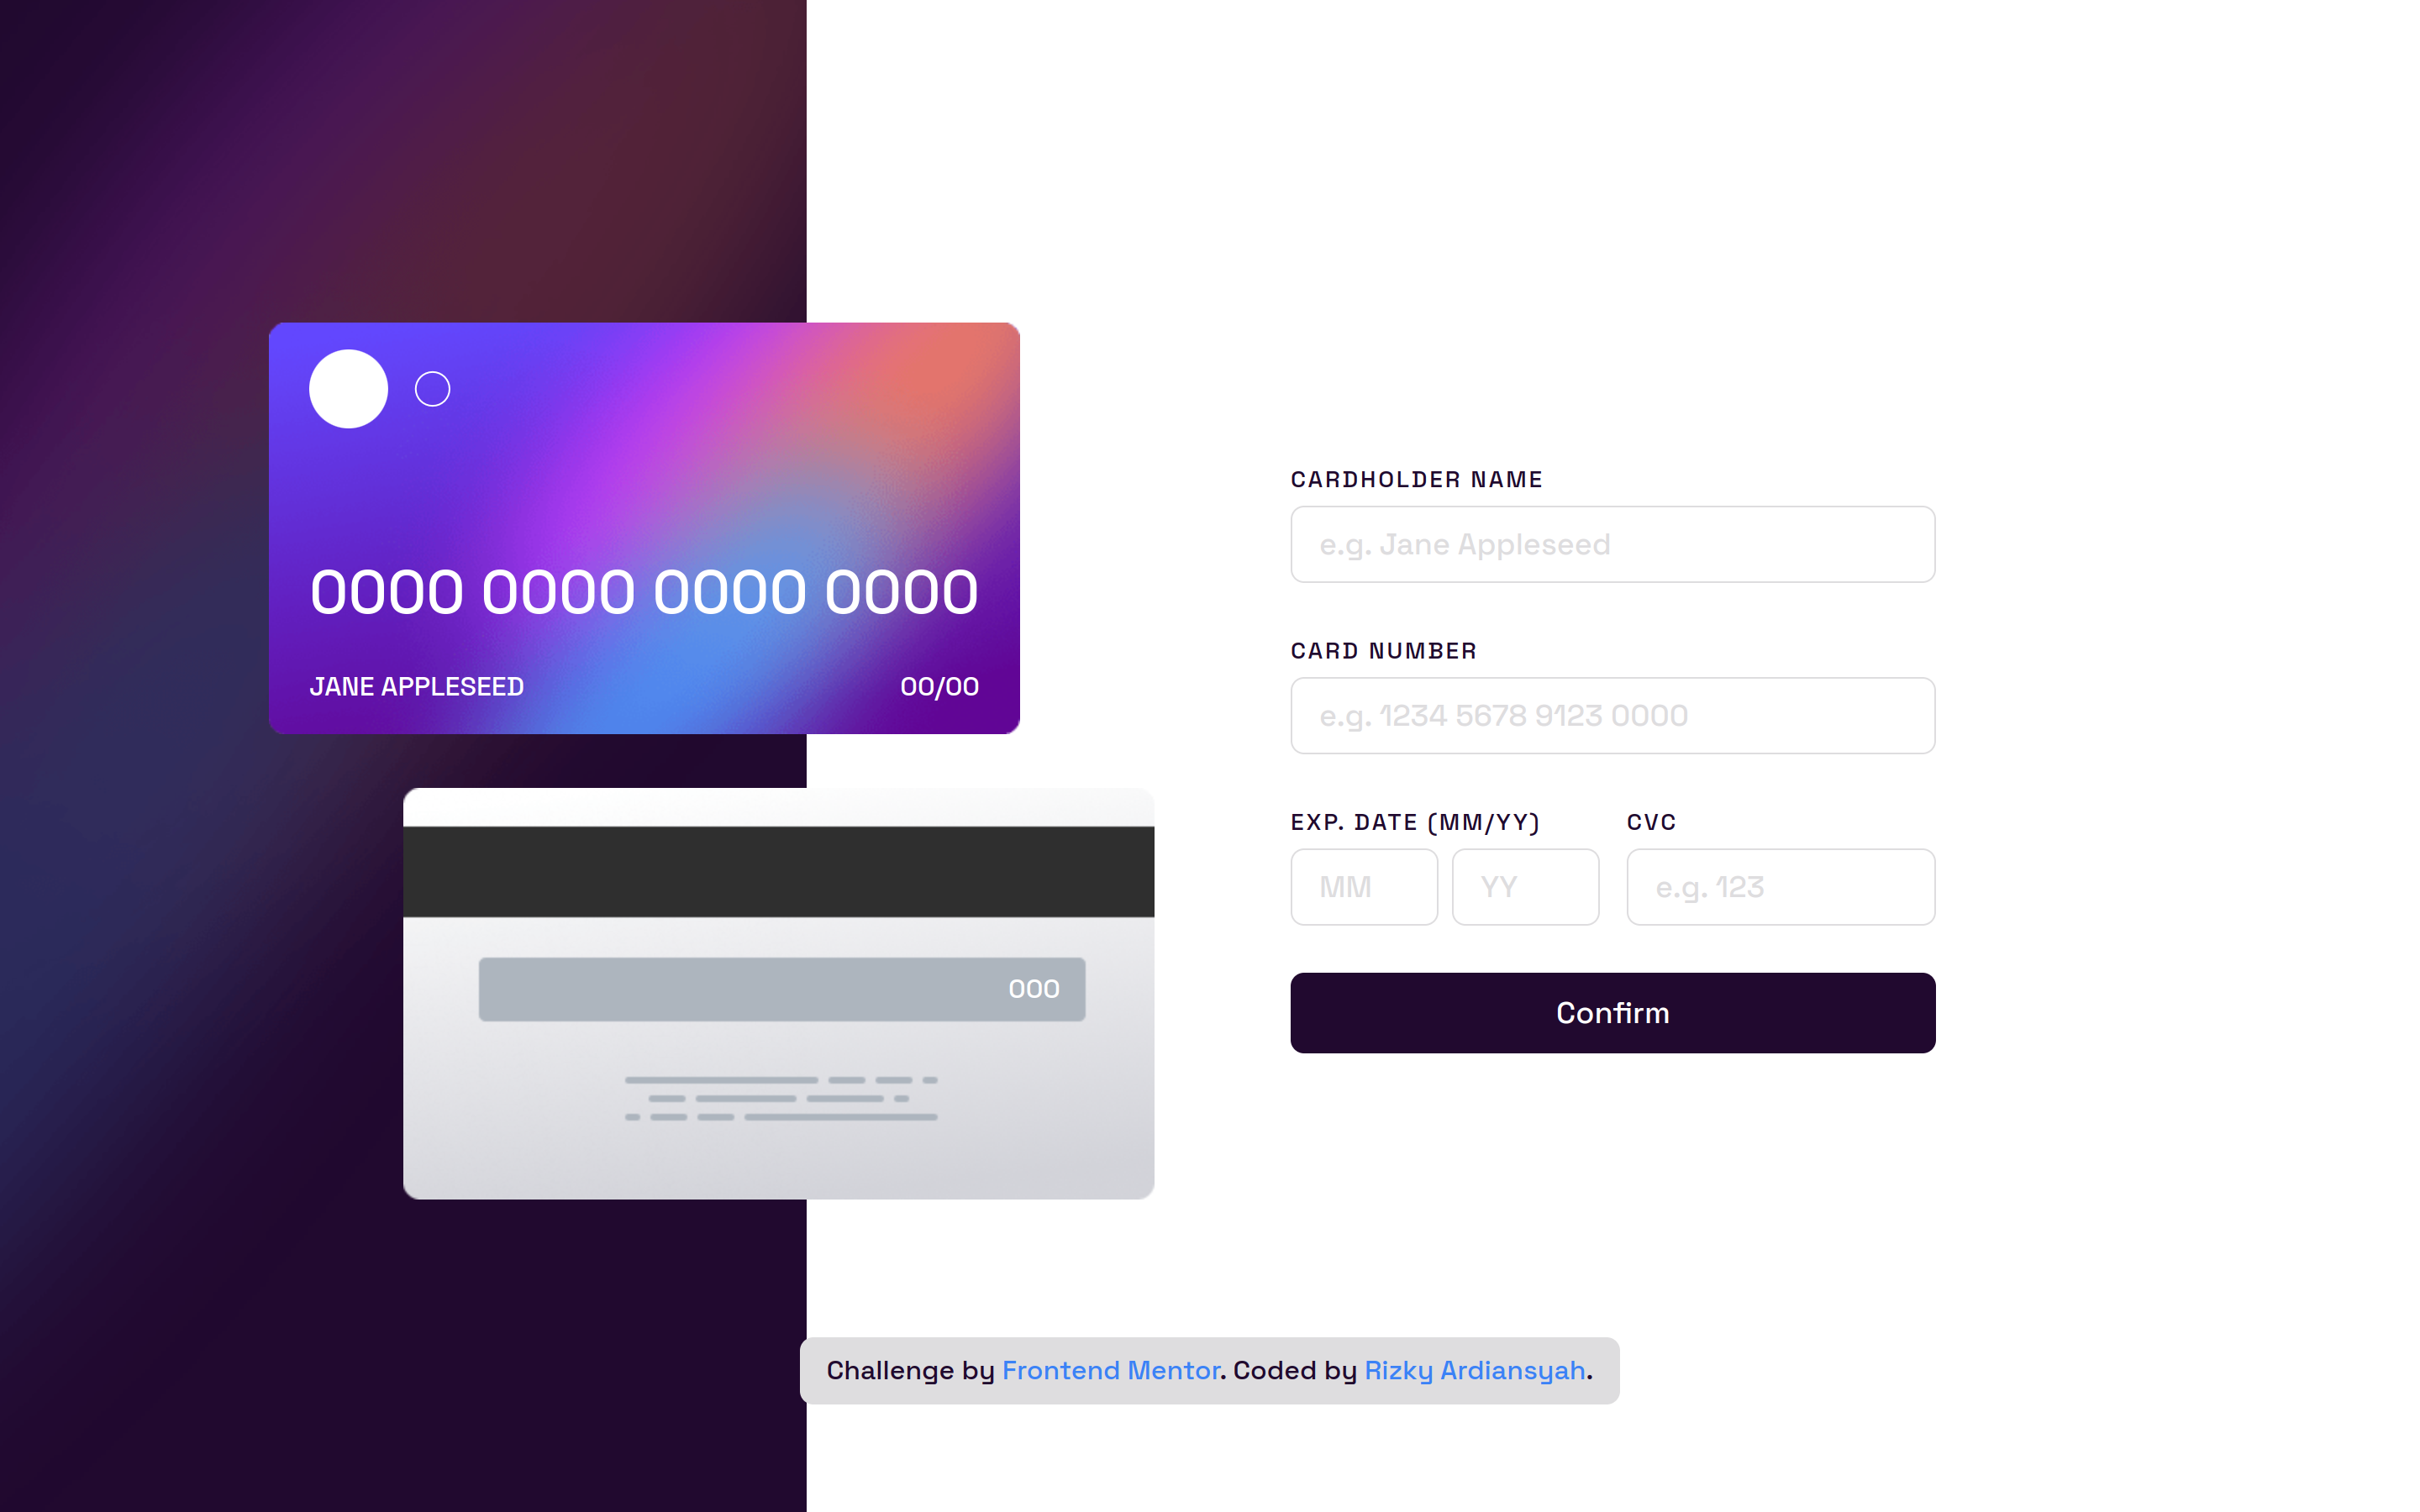 0000 0000 0000 0000
JANE APPLESEED 00/00
000
CARDHOLDER NAME
e.g. Jane Appleseed
CARD NUMBER
e.g. 1234 5678 9123 0000
EXP. DATE (MM/YY) CVC
MM YY e.g. 123
Confirm
Challenge by Frontend Mentor. Coded by Rizky Ardiansyah.